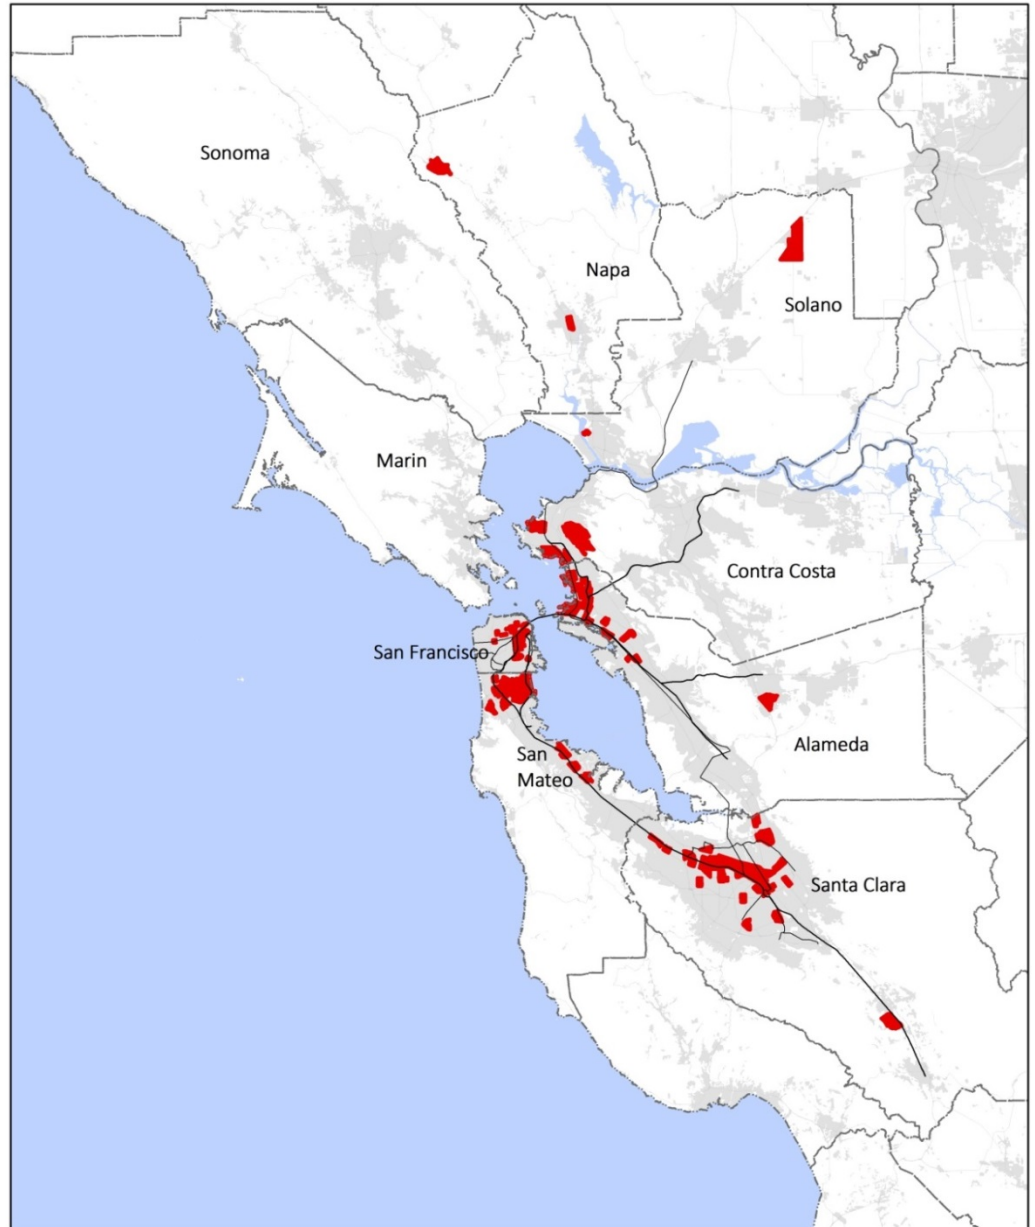 Sonoma
Napa
Solano
Marin
Contra Costa
San Francisco
Alameda
San
Mateo
Santa Clara